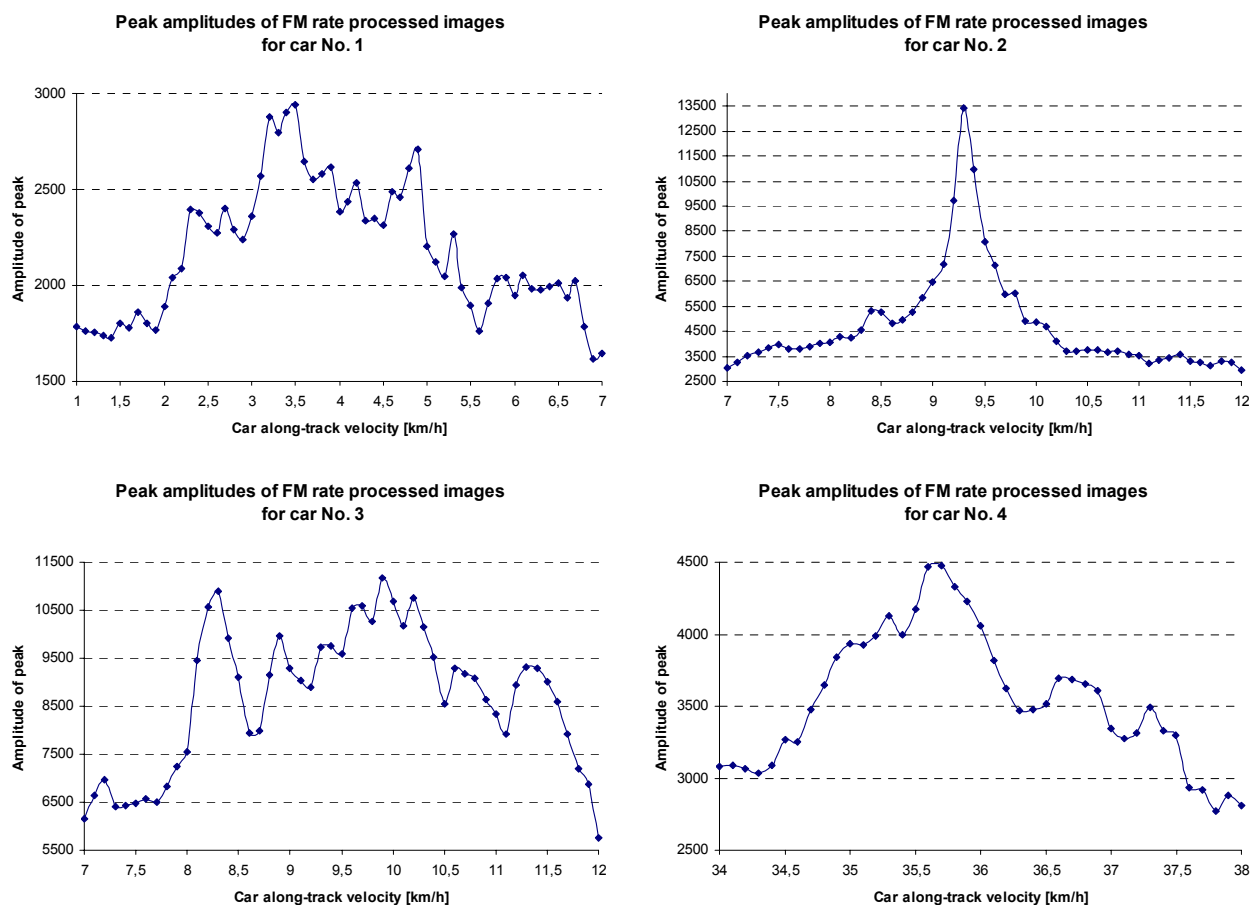 Peak amplitudes of FM rate processed images
for car No. 1
3000
2500
2000
1500
Amplitude of peak
1 1,5 2 2,5 3 3,5 4 4,5 5 5,5 6 6,5 7
Car along-track velocity [km/h]
Peak amplitudes of FM rate processed images
for car No. 2
13500
12500
11500
10500
9500
8500
7500
6500
5500
4500
3500
2500
Amplitude of peak
7 7,5 8 8,5 9 9,5 10 10,5 11 11,5 12
Car along-track velocity [km/h]
Peak amplitudes of FM rate processed images
for car No. 3
11500
10500
9500
8500
7500
6500
5500
Amplitude of peak
7 7,5 8 8,5 9 9,5 10 10,5 11 11,5 12
Car along-track velocity [km/h]
Peak amplitudes of FM rate processed images
for car No. 4
4500
4000
3500
3000
2500
Amplitude of peak
34 34,5 35 35,5 36 36,5 37 37,5 38
Car along-track velocity [km/h]